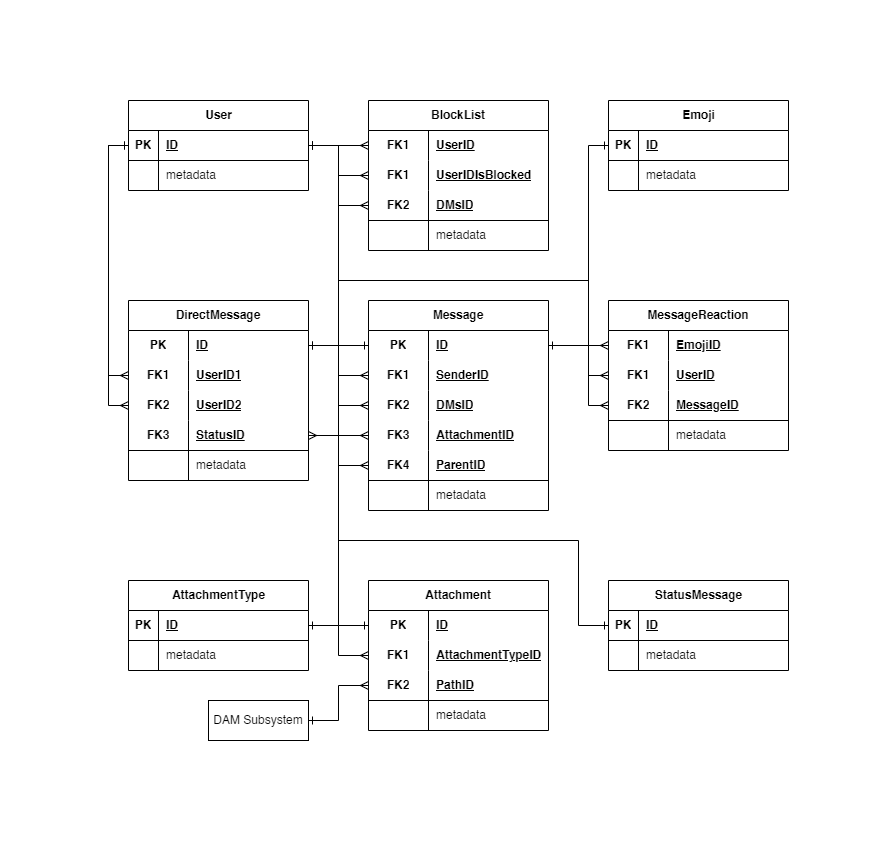 User
PK ID
metadata
BlockList
FK1 UserID
FK1 UserIDIsBlocked
FK2 DMsID
metadata
Emoji
PK ID
metadata
DirectMessage
PK ID
FK1 UserID1
FK2 UserID2
FK3 StatusID
metadata
Message
PK ID
FK1 SenderID
FK2 DMsID
FK3 AttachmentID
FK4 ParentID
metadata
MessageReaction
FK1 EmojiID
FK1 UserID
FK2 MessageID
metadata
AttachmentType
PK ID
metadata
Attachment
PK ID
FK1 AttachmentTypeID
FK2 PathID
metadata
StatusMessage
PK ID
metadata
DAM Subsystem